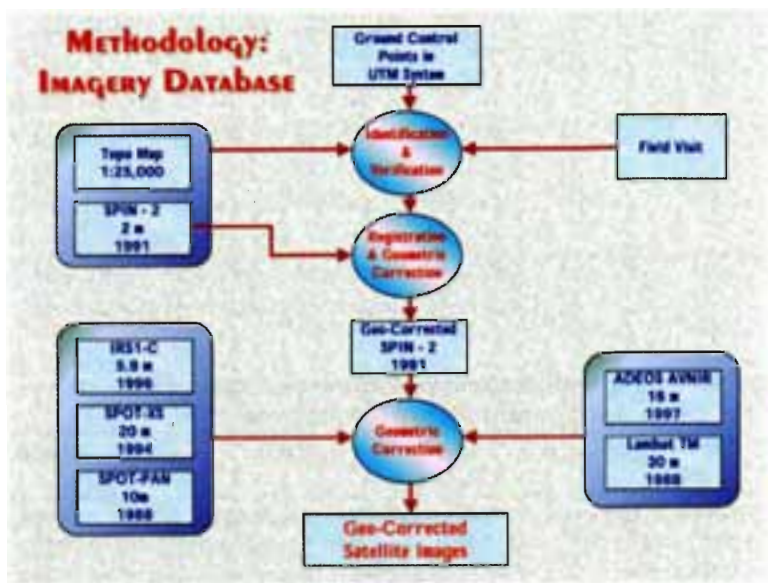 Methodology:
Imagery Database
Ground Control
Points in
UTM System
Identification
&
Verification
Topo Map
1:25,000
Field Visit
SPIN - 2
2 m
1991
Registration
& Geometric
Correction
Geo-Corrected
SPIN - 2
1991
IRS1-C
5.8 m
1996
SPOT-XS
20 m
1994
SPOT-PAN
10m
1988
Geometric
Correction
ADEOS AVNIR
16 m
1997
Landsat TM
30 m
1988
Geo-Corrected
Satellite Images